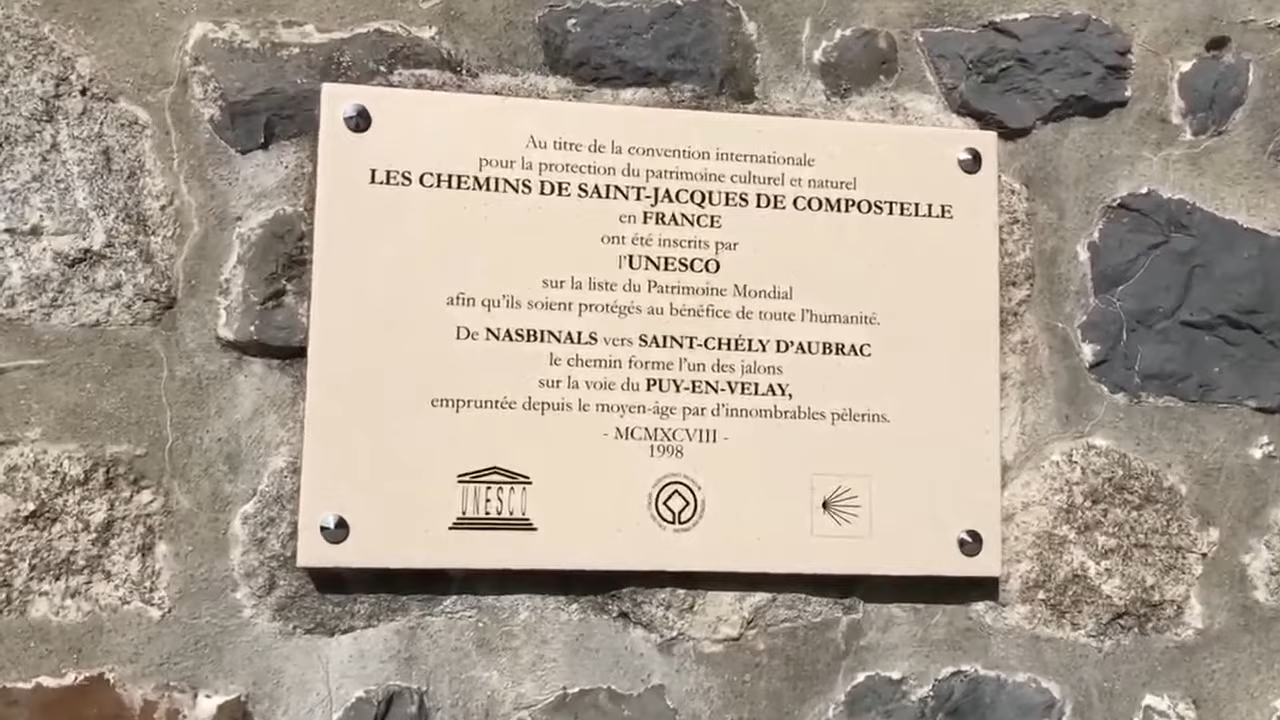 Au titre de la convention internationale
pour la protection du patrimoine culturel et naturel
LES CHEMINS DE SAINT-JACQUES DE COMPOSTELLE
en FRANCE
ont été inscrits par
l'UNESCO
sur la liste du Patrimoine Mondial
afin qu'ils soient protégés au bénéfice de toute l'humanité.
De NASBINALS vers SAINT-CHÉLY D'AUBRAC
le chemin forme l'un des jalons
sur la voie du PUY-EN-VELAY,
empruntée depuis le moyen-âge par d'innombrables pèlerins.
- MCMXCVIII -
1998
UNESCO